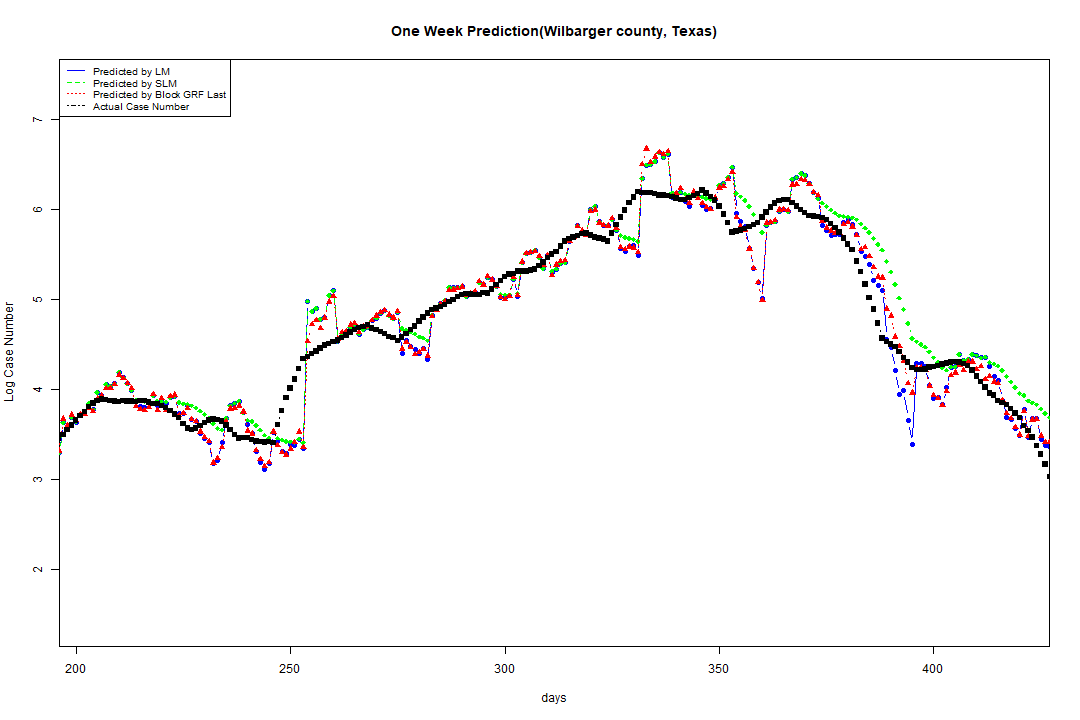 One Week Prediction(Wilbarger county, Texas)
Predicted by LM
Predicted by SLM
Predicted by Block GRF Last
Actual Case Number
Log Case Number
7
6
5
4
3
2
200 250 300 350 400
days